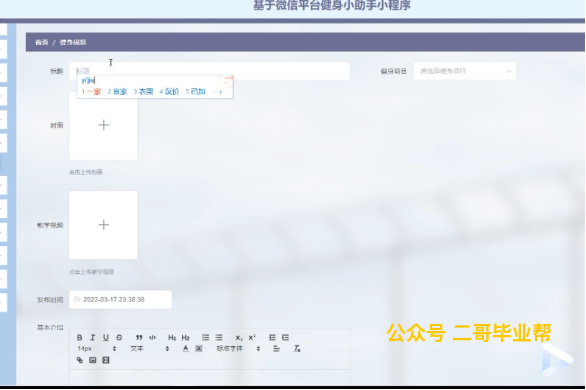 基于微信平台健身小助手小程序
首页 / 健身视频
标题 标题 健身项目 请选择健身项目
yijia
1 一家 2 宜家 3 衣架 4 议价 5 已加
封面
点击上传封面
教学视频
点击上传教学视频
发布时间 2022-03-17 23:38:38
基本介绍
B I U S ” </> H1 H2 x₂ x²
14px 文本 A 标准字体
公众号 二哥毕业帮